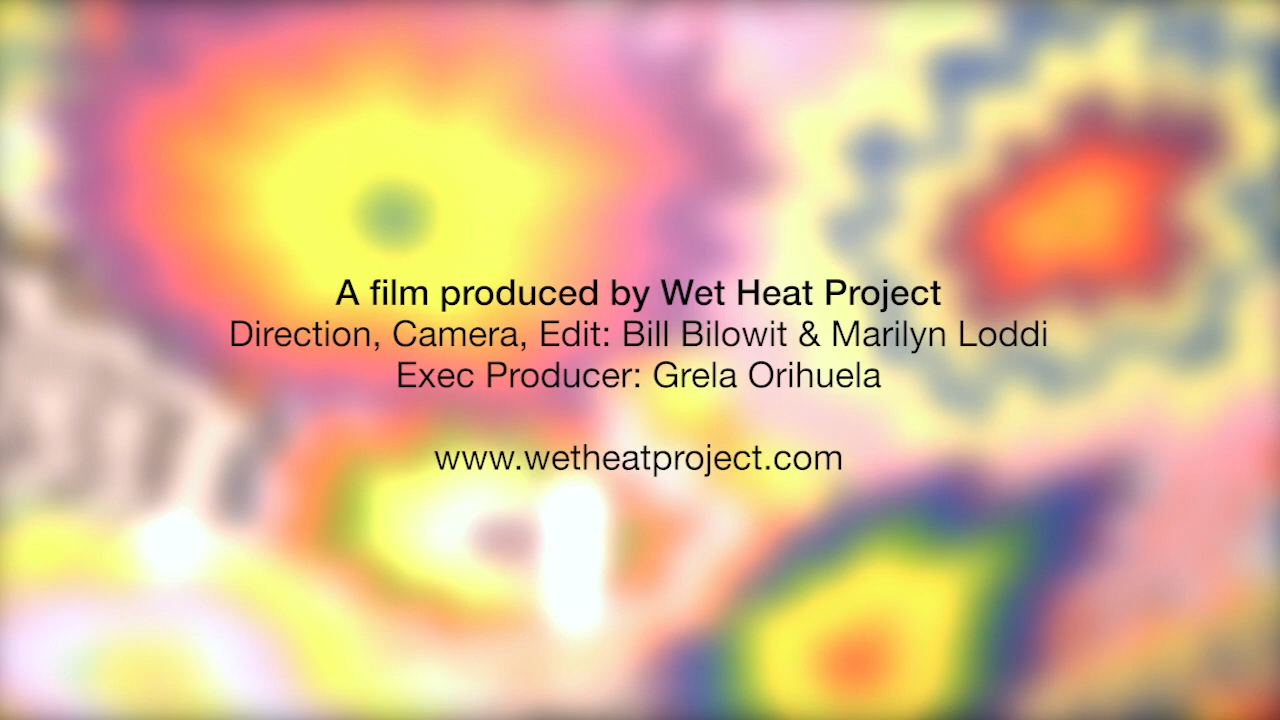 A film produced by Wet Heat Project
Direction, Camera, Edit: Bill Bilowit & Marilyn Loddi
Exec Producer: Grela Orihuela
www.wetheatproject.com